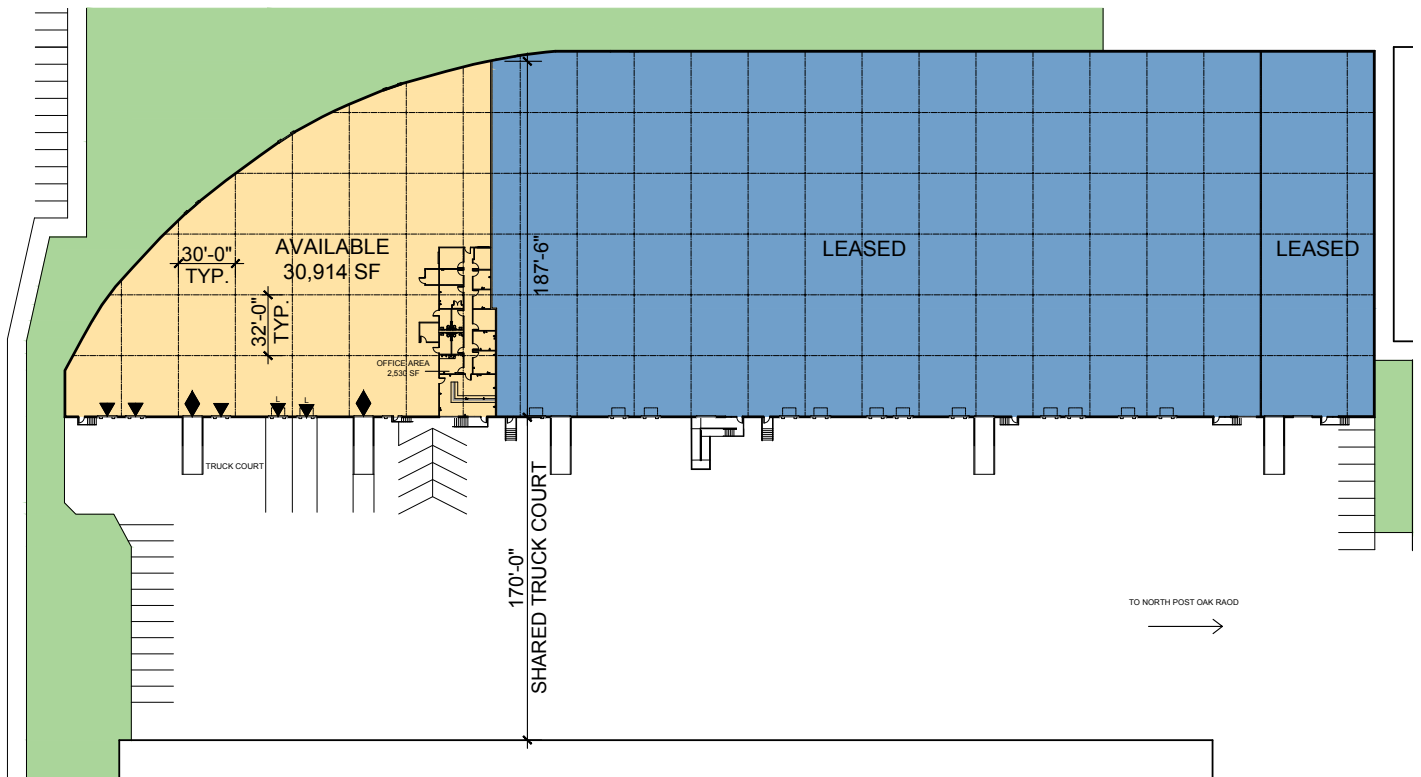 AVAILABLE
30,914 SF
30'-0"
TYP.
32'-0"
TYP.
187'-6"
LEASED
LEASED
OFFICE AREA
2,530 SF
L
L
TRUCK COURT
170'-0"
SHARED TRUCK COURT
TO NORTH POST OAK RAOD